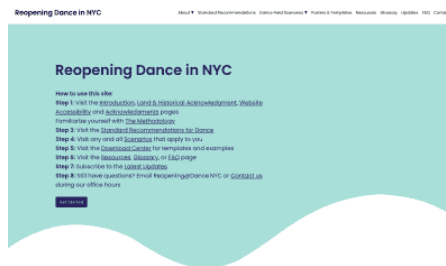 Reopening Dance in NYC
About ▼ Standard Recommendations Dance Field Scenarios ▼ Posters & Templates Resources Glossary Updates FAQ Conta
Reopening Dance in NYC
How to use this site:
Step 1: Visit the Introduction, Land & Historical Acknowledgment, Website
Accessibility and Acknowledgments pages
Familiarize yourself with The Methodology
Step 3: Visit the Standard Recommendations for Dance
Step 4: Visit any and all Scenarios that apply to you
Step 5: Visit the Download Center for templates and examples
Step 6: Visit the Resources, Glossary, or FAQ page
Step 7: Subscribe to the Latest Updates
Step 8: Still have questions? Email Reopening@Dance.NYC or Contact us
during our office hours
Get Started